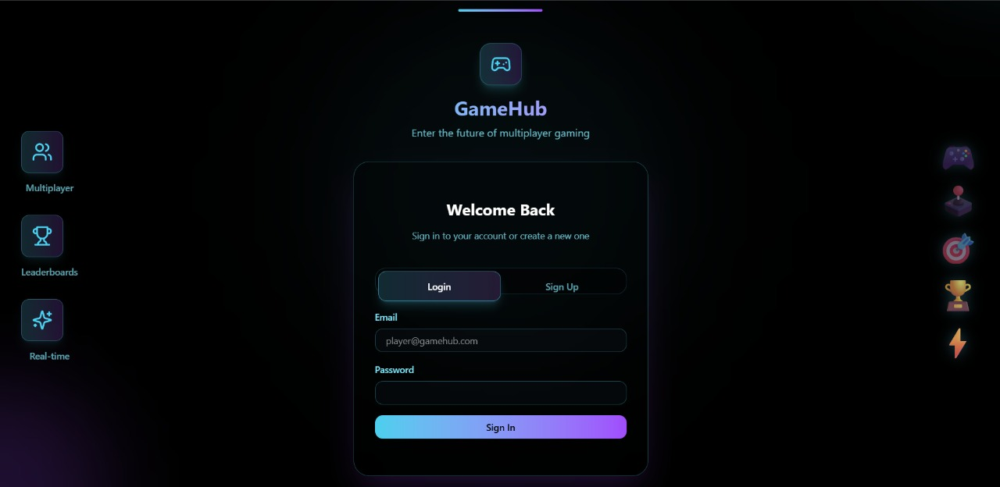 GameHub
Enter the future of multiplayer gaming
Multiplayer
Leaderboards
Real-time
Welcome Back
Sign in to your account or create a new one
Login
Sign Up
Email
player@gamehub.com
Password
Sign In